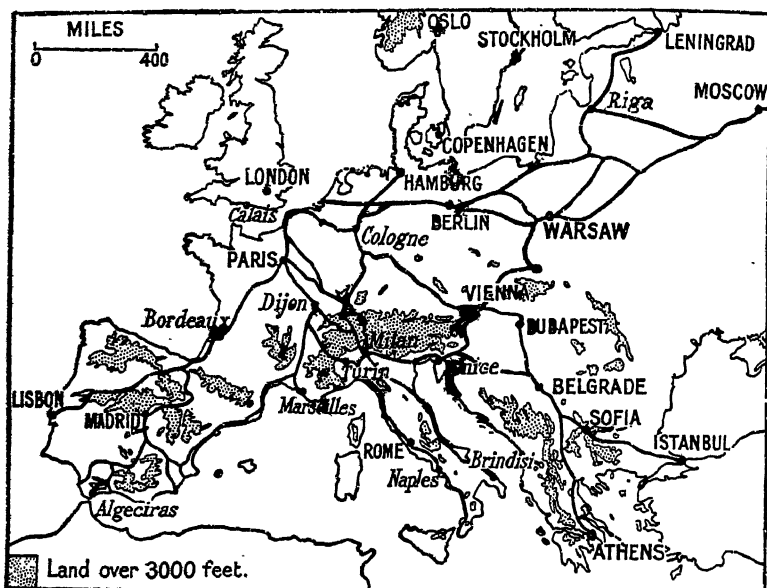 MILES
0 400
OSLO
STOCKHOLM
LENINGRAD
MOSCOW
Riga
COPENHAGEN
LONDON
HAMBURG
Calais
BERLIN
WARSAW
Cologne
PARIS
Dijon
VIENNA
Bordeaux
BUDAPEST
Milan
Turin
LISBON
MADRID
Marseilles
BELGRADE
SOFIA
ISTANBUL
ROME
Brindisi
Naples
Algeciras
ATHENS
Land over 3000 feet.